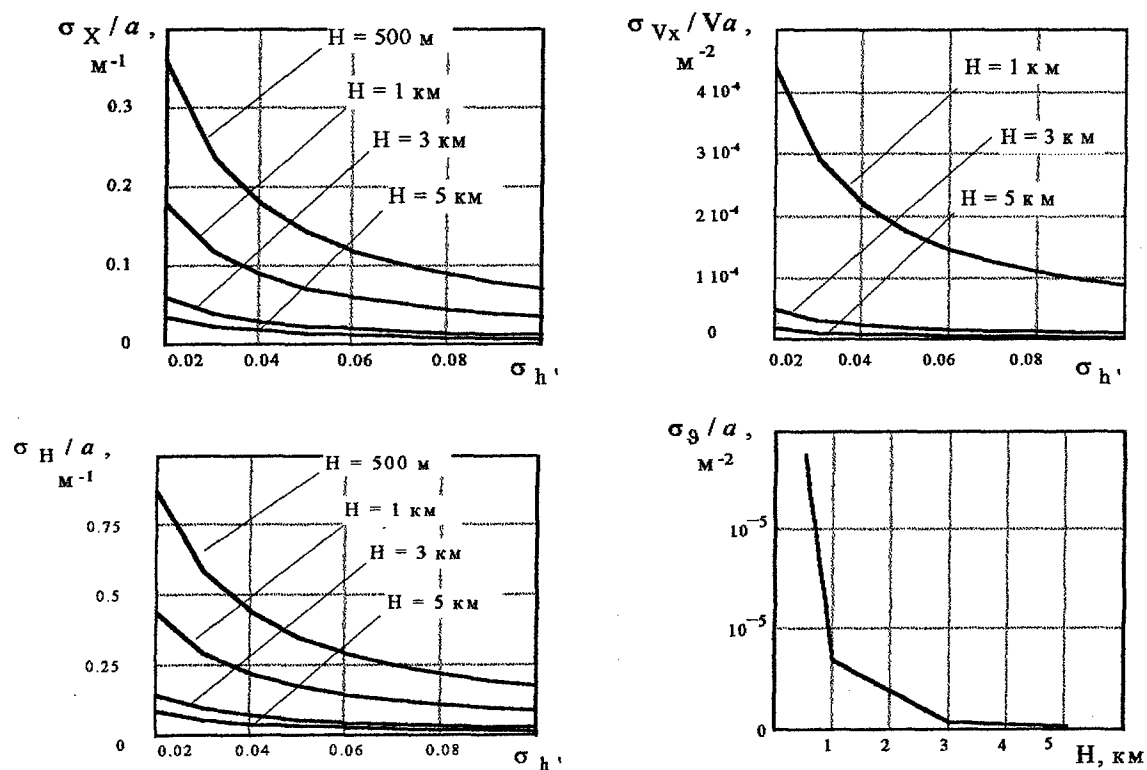 σ X / a ,
м⁻¹
H = 500 м
H = 1 км
H = 3 км
H = 5 км
0.3
0.2
0.1
0
0.02
0.04
0.06
0.08
σ h '
σ Vx / Va ,
м⁻²
H = 1 км
H = 3 км
H = 5 км
4 10⁻⁴
3 10⁻⁴
2 10⁻⁴
1 10⁻⁴
0
0.02
0.04
0.06
0.08
σ h '
σ H / a ,
м⁻¹
H = 500 м
H = 1 км
H = 3 км
H = 5 км
0.75
0.5
0.25
0
0.02
0.04
0.06
0.08
σ h '
σ ϑ / a ,
м⁻²
10⁻⁵
10⁻⁵
0
1 2 3 4 5
H, км